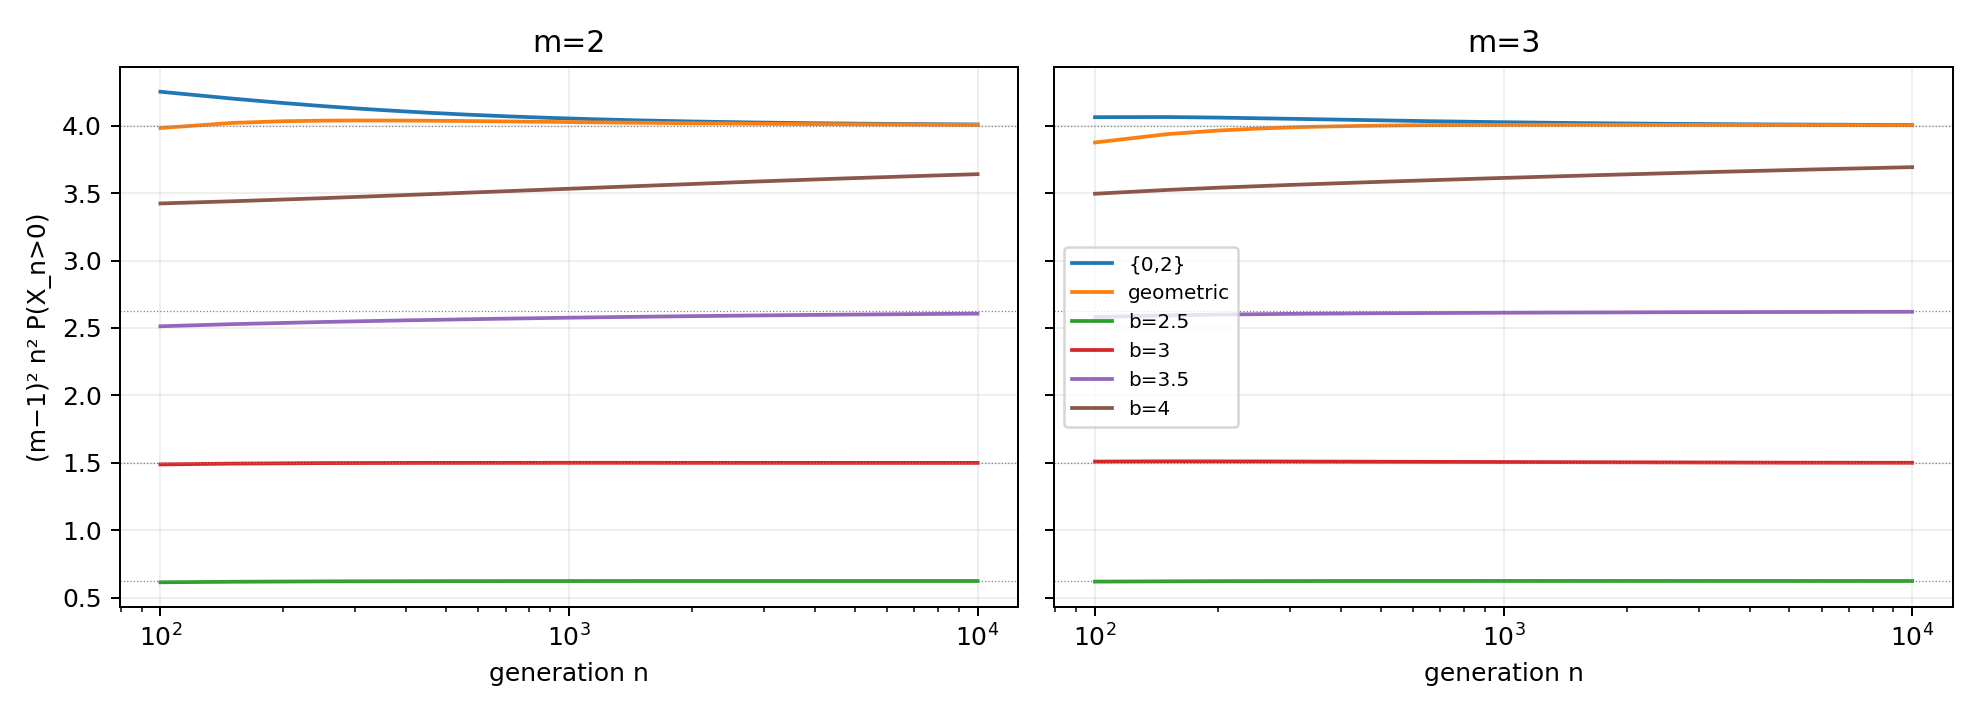 m=2
m=3
(m−1)² n² P(X_n>0)
4.0
3.5
3.0
2.5
2.0
1.5
1.0
0.5
{0,2}
geometric
b=2.5
b=3
b=3.5
b=4
10²
10³
10⁴
10²
10³
10⁴
generation n
generation n